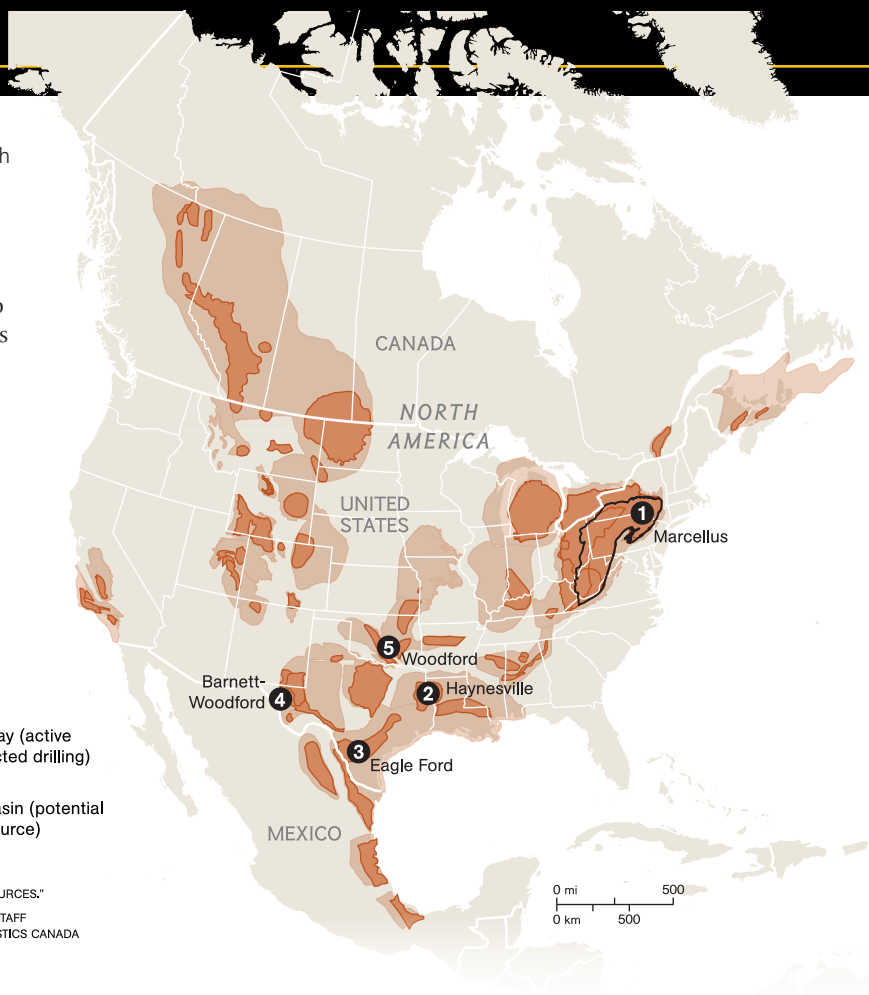 CANADA
NORTH
AMERICA
UNITED
STATES
1
Marcellus
5
Woodford
Barnett-
Woodford
4
2
Haynesville
3
Eagle Ford
MEXICO
ay (active
cted drilling)
asin (potential
urce)
URCES."
TAFF
STICS CANADA
0 mi 500
0 km 500